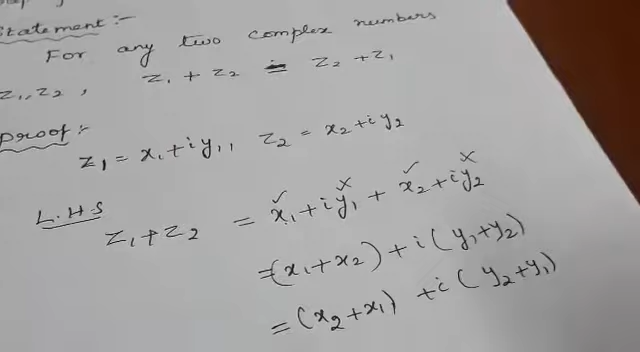 Statement:-
For any two complex numbers
z₁, z₂, z₁ + z₂ = z₂ + z₁
Proof:-
z₁ = x₁ + iy₁, z₂ = x₂ + iy₂
L.H.S
z₁ + z₂ = x₁ + iy₁ + x₂ + iy₂
= (x₁ + x₂) + i(y₁ + y₂)
= (x₂ + x₁) + i(y₂ + y₁)